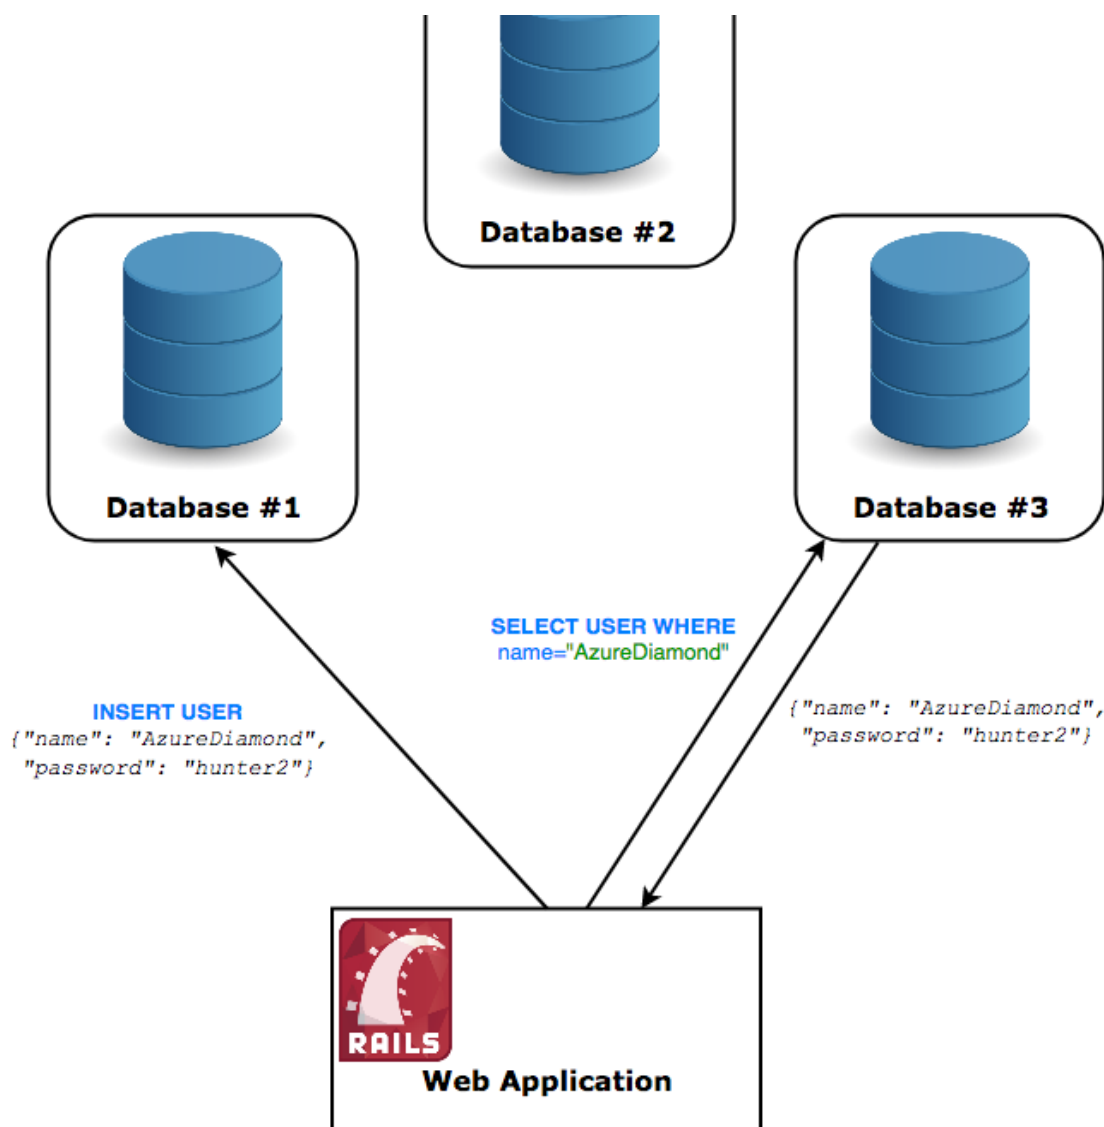 Database #2
Database #1
Database #3
SELECT USER WHERE
name="AzureDiamond"
INSERT USER
{"name": "AzureDiamond",
"password": "hunter2"}
{"name": "AzureDiamond",
"password": "hunter2"}
RAILS
Web Application